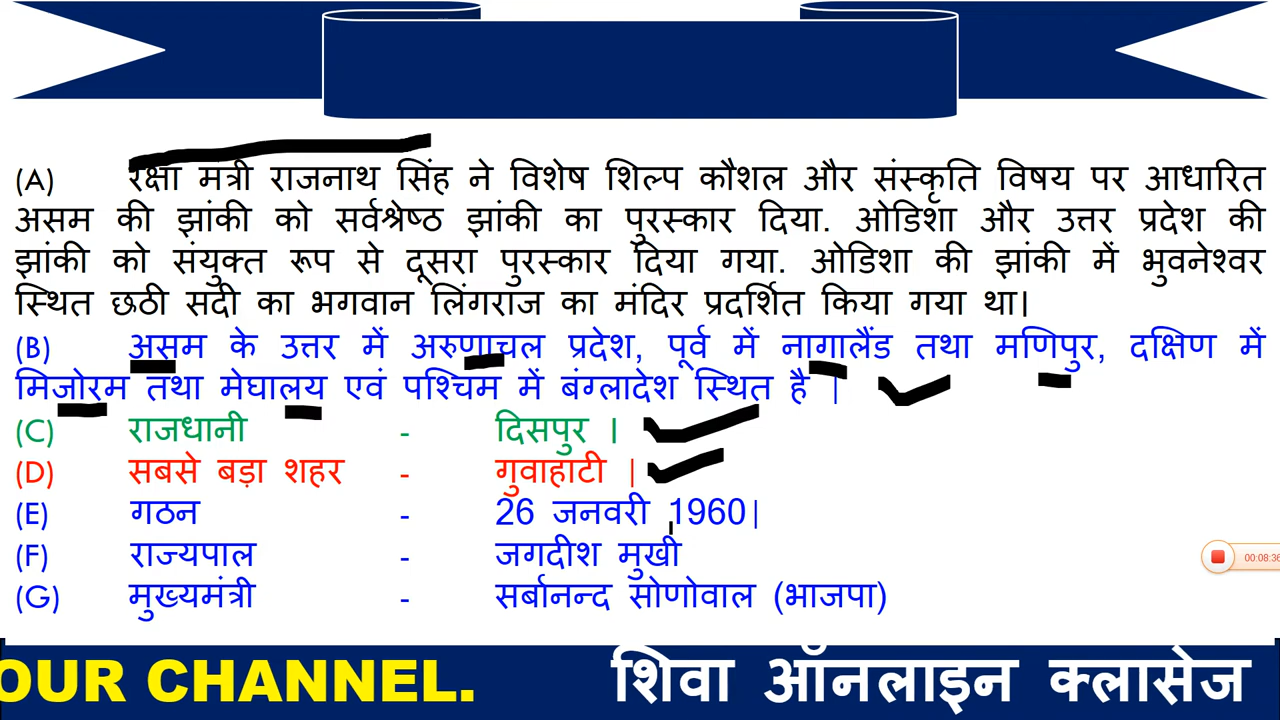 (A) रक्षा मंत्री राजनाथ सिंह ने विशेष शिल्प कौशल और संस्कृति विषय पर आधारित
असम की झांकी को सर्वश्रेष्ठ झांकी का पुरस्कार दिया. ओडिशा और उत्तर प्रदेश की
झांकी को संयुक्त रूप से दूसरा पुरस्कार दिया गया. ओडिशा की झांकी में भुवनेश्वर
स्थित छठी सदी का भगवान लिंगराज का मंदिर प्रदर्शित किया गया था।
(B) असम के उत्तर में अरुणाचल प्रदेश, पूर्व में नागालैंड तथा मणिपुर, दक्षिण में
मिजोरम तथा मेघालय एवं पश्चिम में बंग्लादेश स्थित है |
(C) राजधानी - दिसपुर ।
(D) सबसे बड़ा शहर - गुवाहाटी |
(E) गठन - 26 जनवरी 1960|
(F) राज्यपाल - जगदीश मुखी
(G) मुख्यमंत्री - सर्बानन्द सोणोवाल (भाजपा)
00:08:36
OUR CHANNEL. शिवा ऑनलाइन क्लासेज